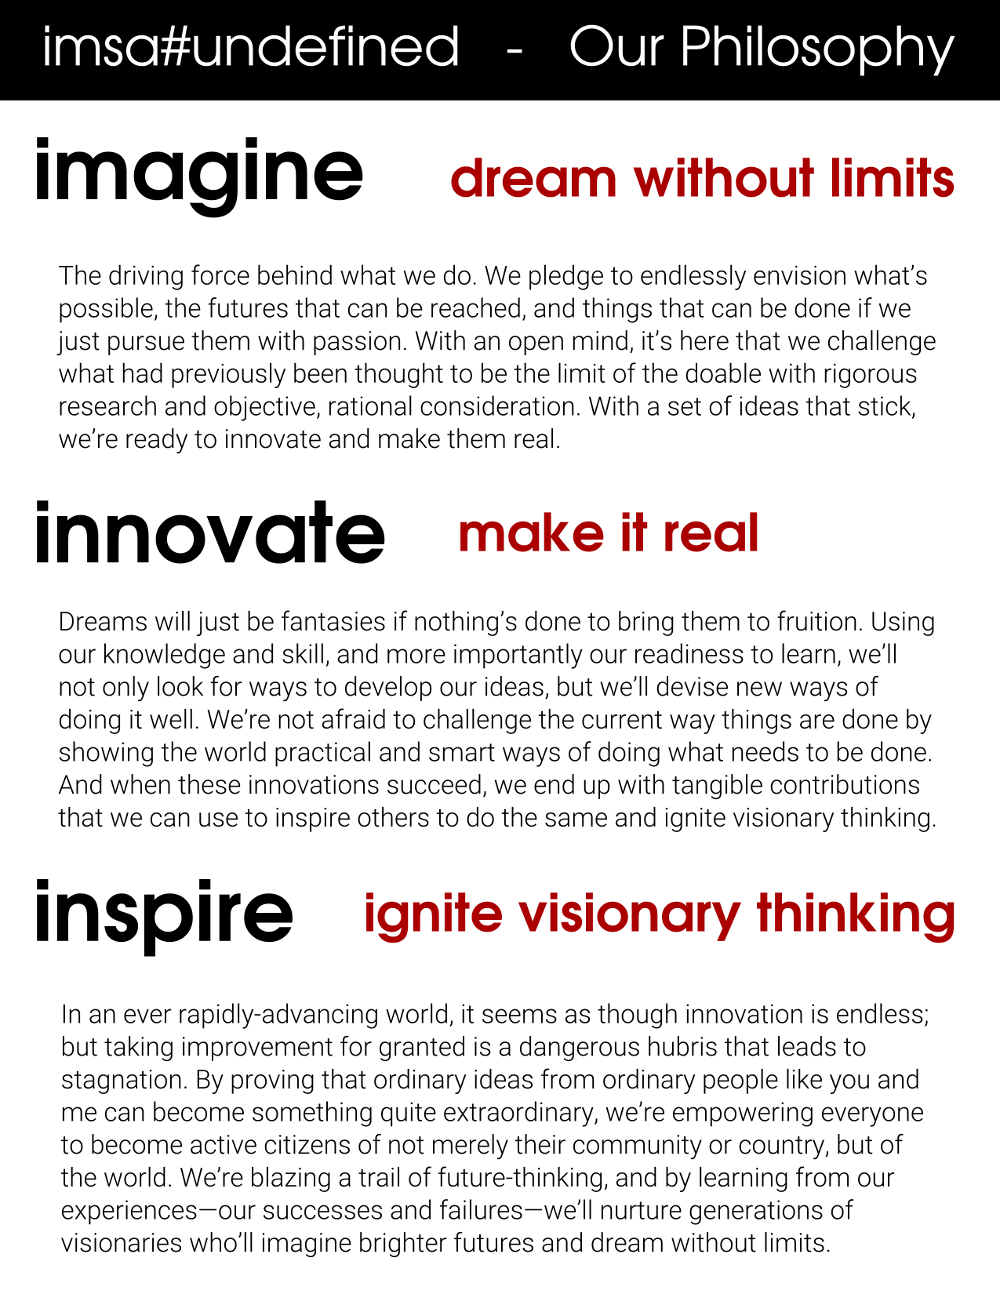 imsa#undefined - Our Philosophy
imagine dream without limits
The driving force behind what we do. We pledge to endlessly envision what’s
possible, the futures that can be reached, and things that can be done if we
just pursue them with passion. With an open mind, it’s here that we challenge
what had previously been thought to be the limit of the doable with rigorous
research and objective, rational consideration. With a set of ideas that stick,
we’re ready to innovate and make them real.
innovate make it real
Dreams will just be fantasies if nothing’s done to bring them to fruition. Using
our knowledge and skill, and more importantly our readiness to learn, we’ll
not only look for ways to develop our ideas, but we’ll devise new ways of
doing it well. We’re not afraid to challenge the current way things are done by
showing the world practical and smart ways of doing what needs to be done.
And when these innovations succeed, we end up with tangible contributions
that we can use to inspire others to do the same and ignite visionary thinking.
inspire ignite visionary thinking
In an ever rapidly-advancing world, it seems as though innovation is endless;
but taking improvement for granted is a dangerous hubris that leads to
stagnation. By proving that ordinary ideas from ordinary people like you and
me can become something quite extraordinary, we’re empowering everyone
to become active citizens of not merely their community or country, but of
the world. We’re blazing a trail of future-thinking, and by learning from our
experiences—our successes and failures—we’ll nurture generations of
visionaries who’ll imagine brighter futures and dream without limits.